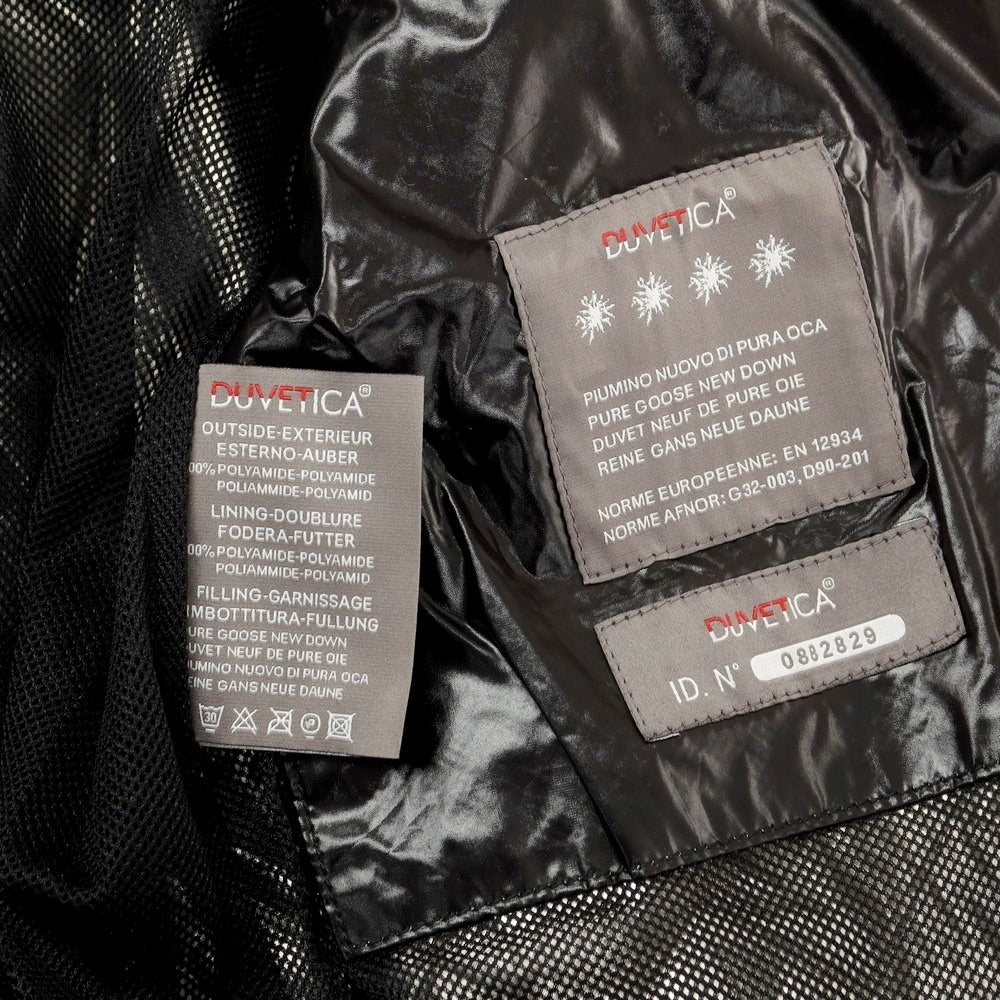 DUVETICA®
OUTSIDE-EXTERIEUR
ESTERNO-AUBER
00% POLYAMIDE-POLYAMIDE
POLIAMMIDE-POLYAMID
LINING-DOUBLURE
FODERA-FUTTER
00% POLYAMIDE-POLYAMIDE
POLIAMMIDE-POLYAMID
FILLING-GARNISSAGE
IMBOTTITURA-FULLUNG
URE GOOSE NEW DOWN
UVET NEUF DE PURE OIE
IUMINO NUOVO DI PURA OCA
EINE GANS NEUE DAUNE
30 P
DUVETICA®
PIUMINO NUOVO DI PURA OCA
PURE GOOSE NEW DOWN
DUVET NEUF DE PURE OIE
REINE GANS NEUE DAUNE
NORME EUROPEENNE: EN 12934
NORME AFNOR: G32-003, D90-201
DUVETICA®
ID. N° 0882829